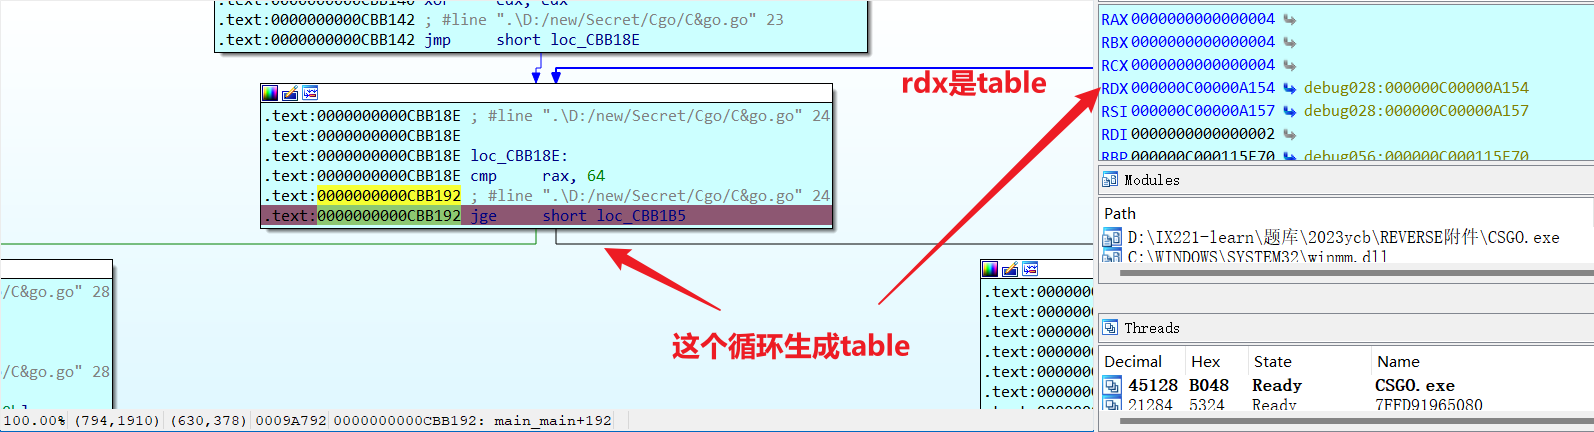 .text:0000000000CBB142 ; #line ".\D:/new/Secret/Cgo/C&go.go" 23
.text:0000000000CBB142 jmp     short loc_CBB18E
.text:0000000000CBB18E ; #line ".\D:/new/Secret/Cgo/C&go.go" 24
.text:0000000000CBB18E
.text:0000000000CBB18E loc_CBB18E:
.text:0000000000CBB18E cmp     rax, 64
.text:0000000000CBB192 ; #line ".\D:/new/Secret/Cgo/C&go.go" 24
.text:0000000000CBB192 jge     short loc_CBB1B5
/C&go.go" 28
/C&go.go" 28
.text:00000
.text:00000
.text:00000
.text:00000
.text:00000
.text:00000
rdx是table
这个循环生成table
100.00% (794,1910) (630,378) 0009A792 0000000000CBB192: main_main+192
RAX 0000000000000004
RBX 0000000000000004
RCX 0000000000000004
RDX 000000C00000A154 debug028:000000C00000A154
RSI 000000C00000A157 debug028:000000C00000A157
RDI 0000000000000002
RBP 000000C000115F70 debug056:000000C000115F70
Modules
Path
D:\IX221-learn\题库\2023ycb\REVERSE附件\CSGO.exe
C:\WINDOWS\SYSTEM32\winmm.dll
Threads
Decimal Hex State Name
45128 B048 Ready CSGO.exe
21284 5324 Ready 7FFD91965080